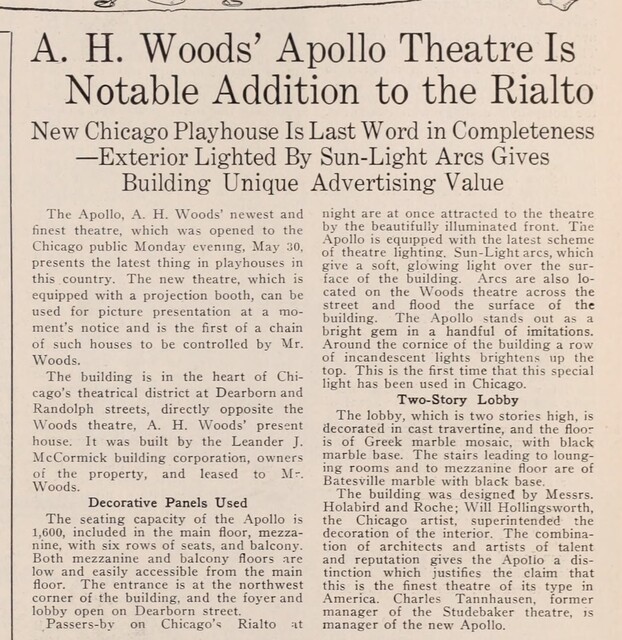 A. H. Woods' Apollo Theatre Is
Notable Addition to the Rialto
New Chicago Playhouse Is Last Word in Completeness
—Exterior Lighted By Sun-Light Arcs Gives
Building Unique Advertising Value
The Apollo, A. H. Woods' newest and
finest theatre, which was opened to the
Chicago public Monday evening, May 30,
presents the latest thing in playhouses in
this country. The new theatre, which is
equipped with a projection booth, can be
used for picture presentation at a mo-
ment's notice and is the first of a chain
of such houses to be controlled by Mr.
Woods.
The building is in the heart of Chi-
cago's theatrical district at Dearborn and
Randolph streets, directly opposite the
Woods theatre, A. H. Woods' present
house. It was built by the Leander J.
McCormick building corporation, owners
of the property, and leased to Mr.
Woods.
Decorative Panels Used
The seating capacity of the Apollo is
1,600, included in the main floor, mezza-
nine, with six rows of seats, and balcony.
Both mezzanine and balcony floors are
low and easily accessible from the main
floor. The entrance is at the northwest
corner of the building, and the foyer and
lobby open on Dearborn street.
Passers-by on Chicago's Rialto at
night are at once attracted to the theatre
by the beautifully illuminated front. The
Apollo is equipped with the latest scheme
of theatre lighting. Sun-Light arcs, which
give a soft, glowing light over the sur-
face of the building. Arcs are also lo-
cated on the Woods theatre across the
street and flood the surface of the
building. The Apollo stands out as a
bright gem in a handful of imitations.
Around the cornice of the building a row
of incandescent lights brightens up the
top. This is the first time that this special
light has been used in Chicago.
Two-Story Lobby
The lobby, which is two stories high, is
decorated in cast travertine, and the floor
is of Greek marble mosaic, with black
marble base. The stairs leading to loung-
ing rooms and to mezzanine floor are of
Batesville marble with black base.
The building was designed by Messrs.
Holabird and Roche; Will Hollingsworth,
the Chicago artist, superintended the
decoration of the interior. The combina-
tion of architects and artists of talent
and reputation gives the Apollo a dis-
tinction which justifies the claim that
this is the finest theatre of its type in
America. Charles Tannhausen, former
manager of the Studebaker theatre, is
manager of the new Apollo.